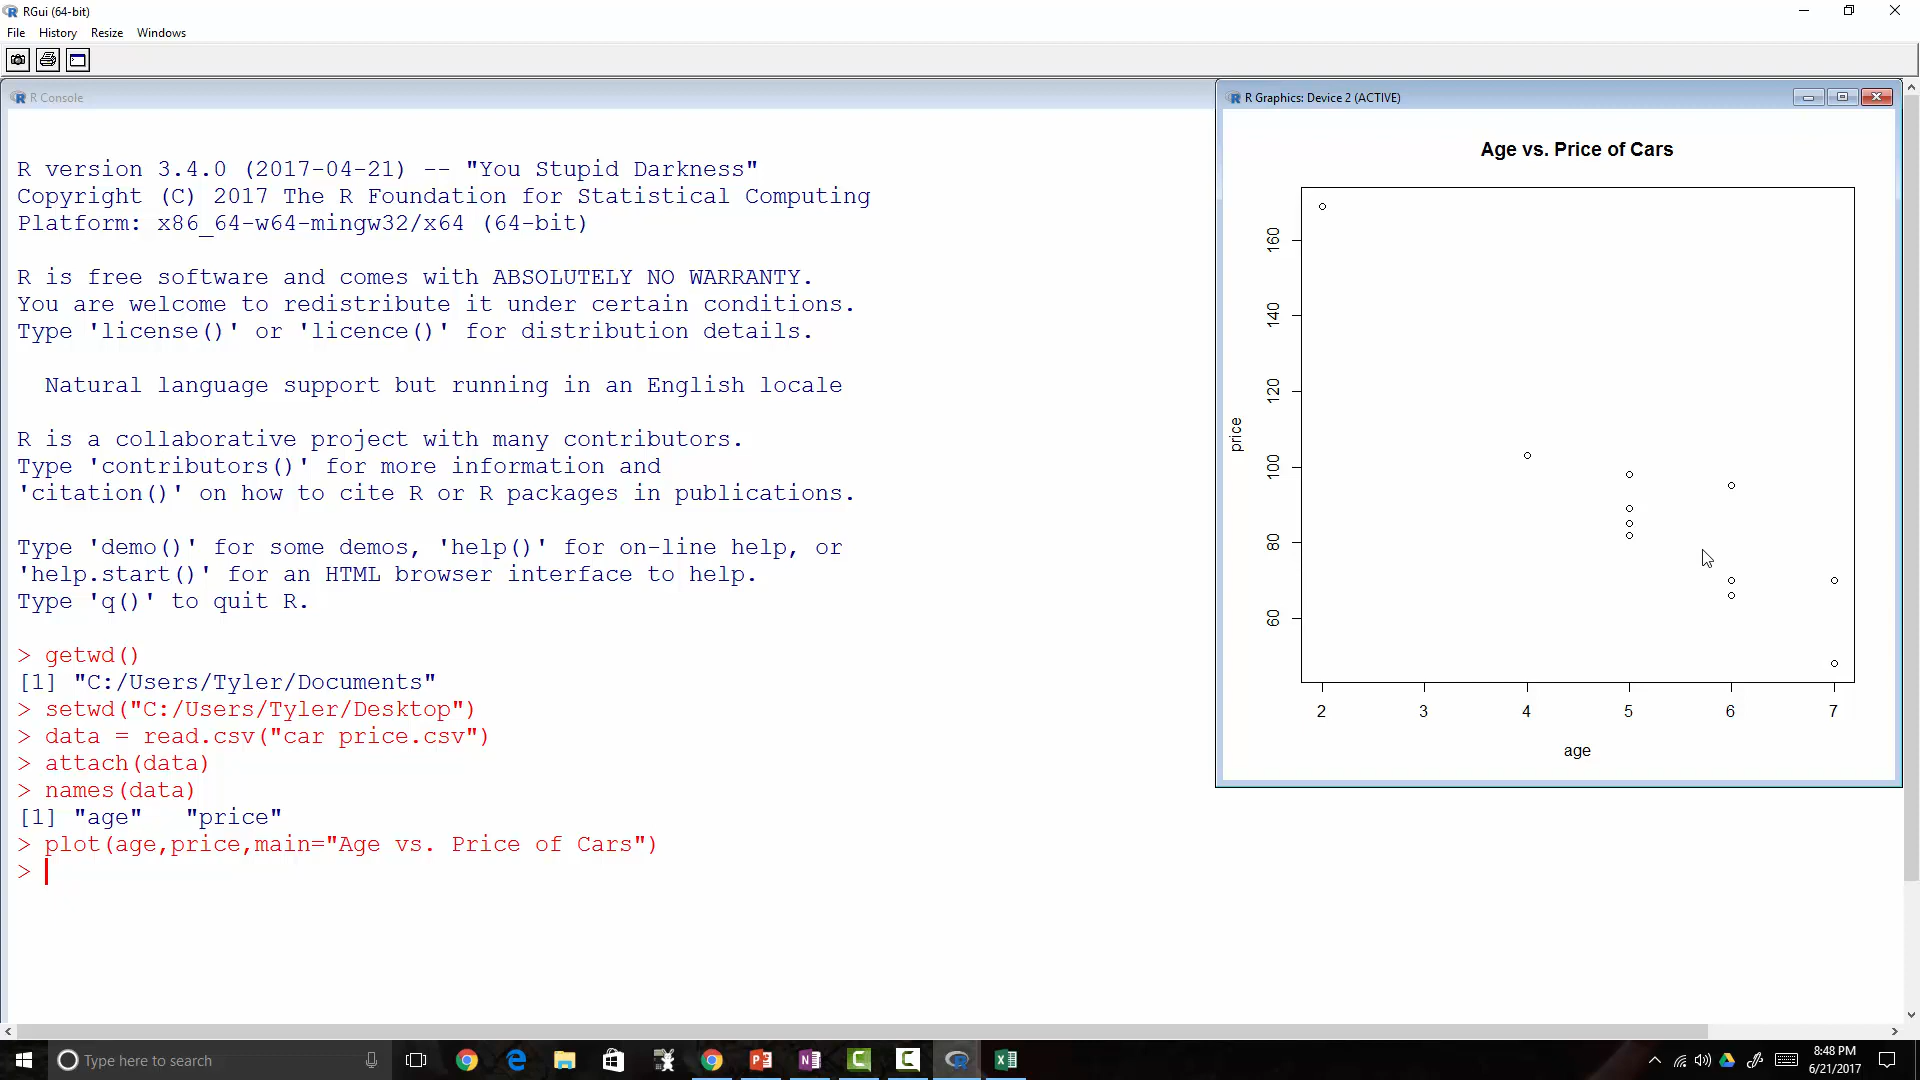 RGui (64-bit)
File History Resize Windows
R Console
R version 3.4.0 (2017-04-21) -- "You Stupid Darkness"
Copyright (C) 2017 The R Foundation for Statistical Computing
Platform: x86_64-w64-mingw32/x64 (64-bit)
R is free software and comes with ABSOLUTELY NO WARRANTY.
You are welcome to redistribute it under certain conditions.
Type 'license()' or 'licence()' for distribution details.
Natural language support but running in an English locale
R is a collaborative project with many contributors.
Type 'contributors()' for more information and
'citation()' on how to cite R or R packages in publications.
Type 'demo()' for some demos, 'help()' for on-line help, or
'help.start()' for an HTML browser interface to help.
Type 'q()' to quit R.
> getwd()
[1] "C:/Users/Tyler/Documents"
> setwd("C:/Users/Tyler/Desktop")
> data = read.csv("car price.csv")
> attach(data)
> names(data)
[1] "age"   "price"
> plot(age,price,main="Age vs. Price of Cars")
>
R Graphics: Device 2 (ACTIVE)
Age vs. Price of Cars
price
160
140
120
100
80
60
2 3 4 5 6 7
age
Type here to search
8:48 PM
6/21/2017